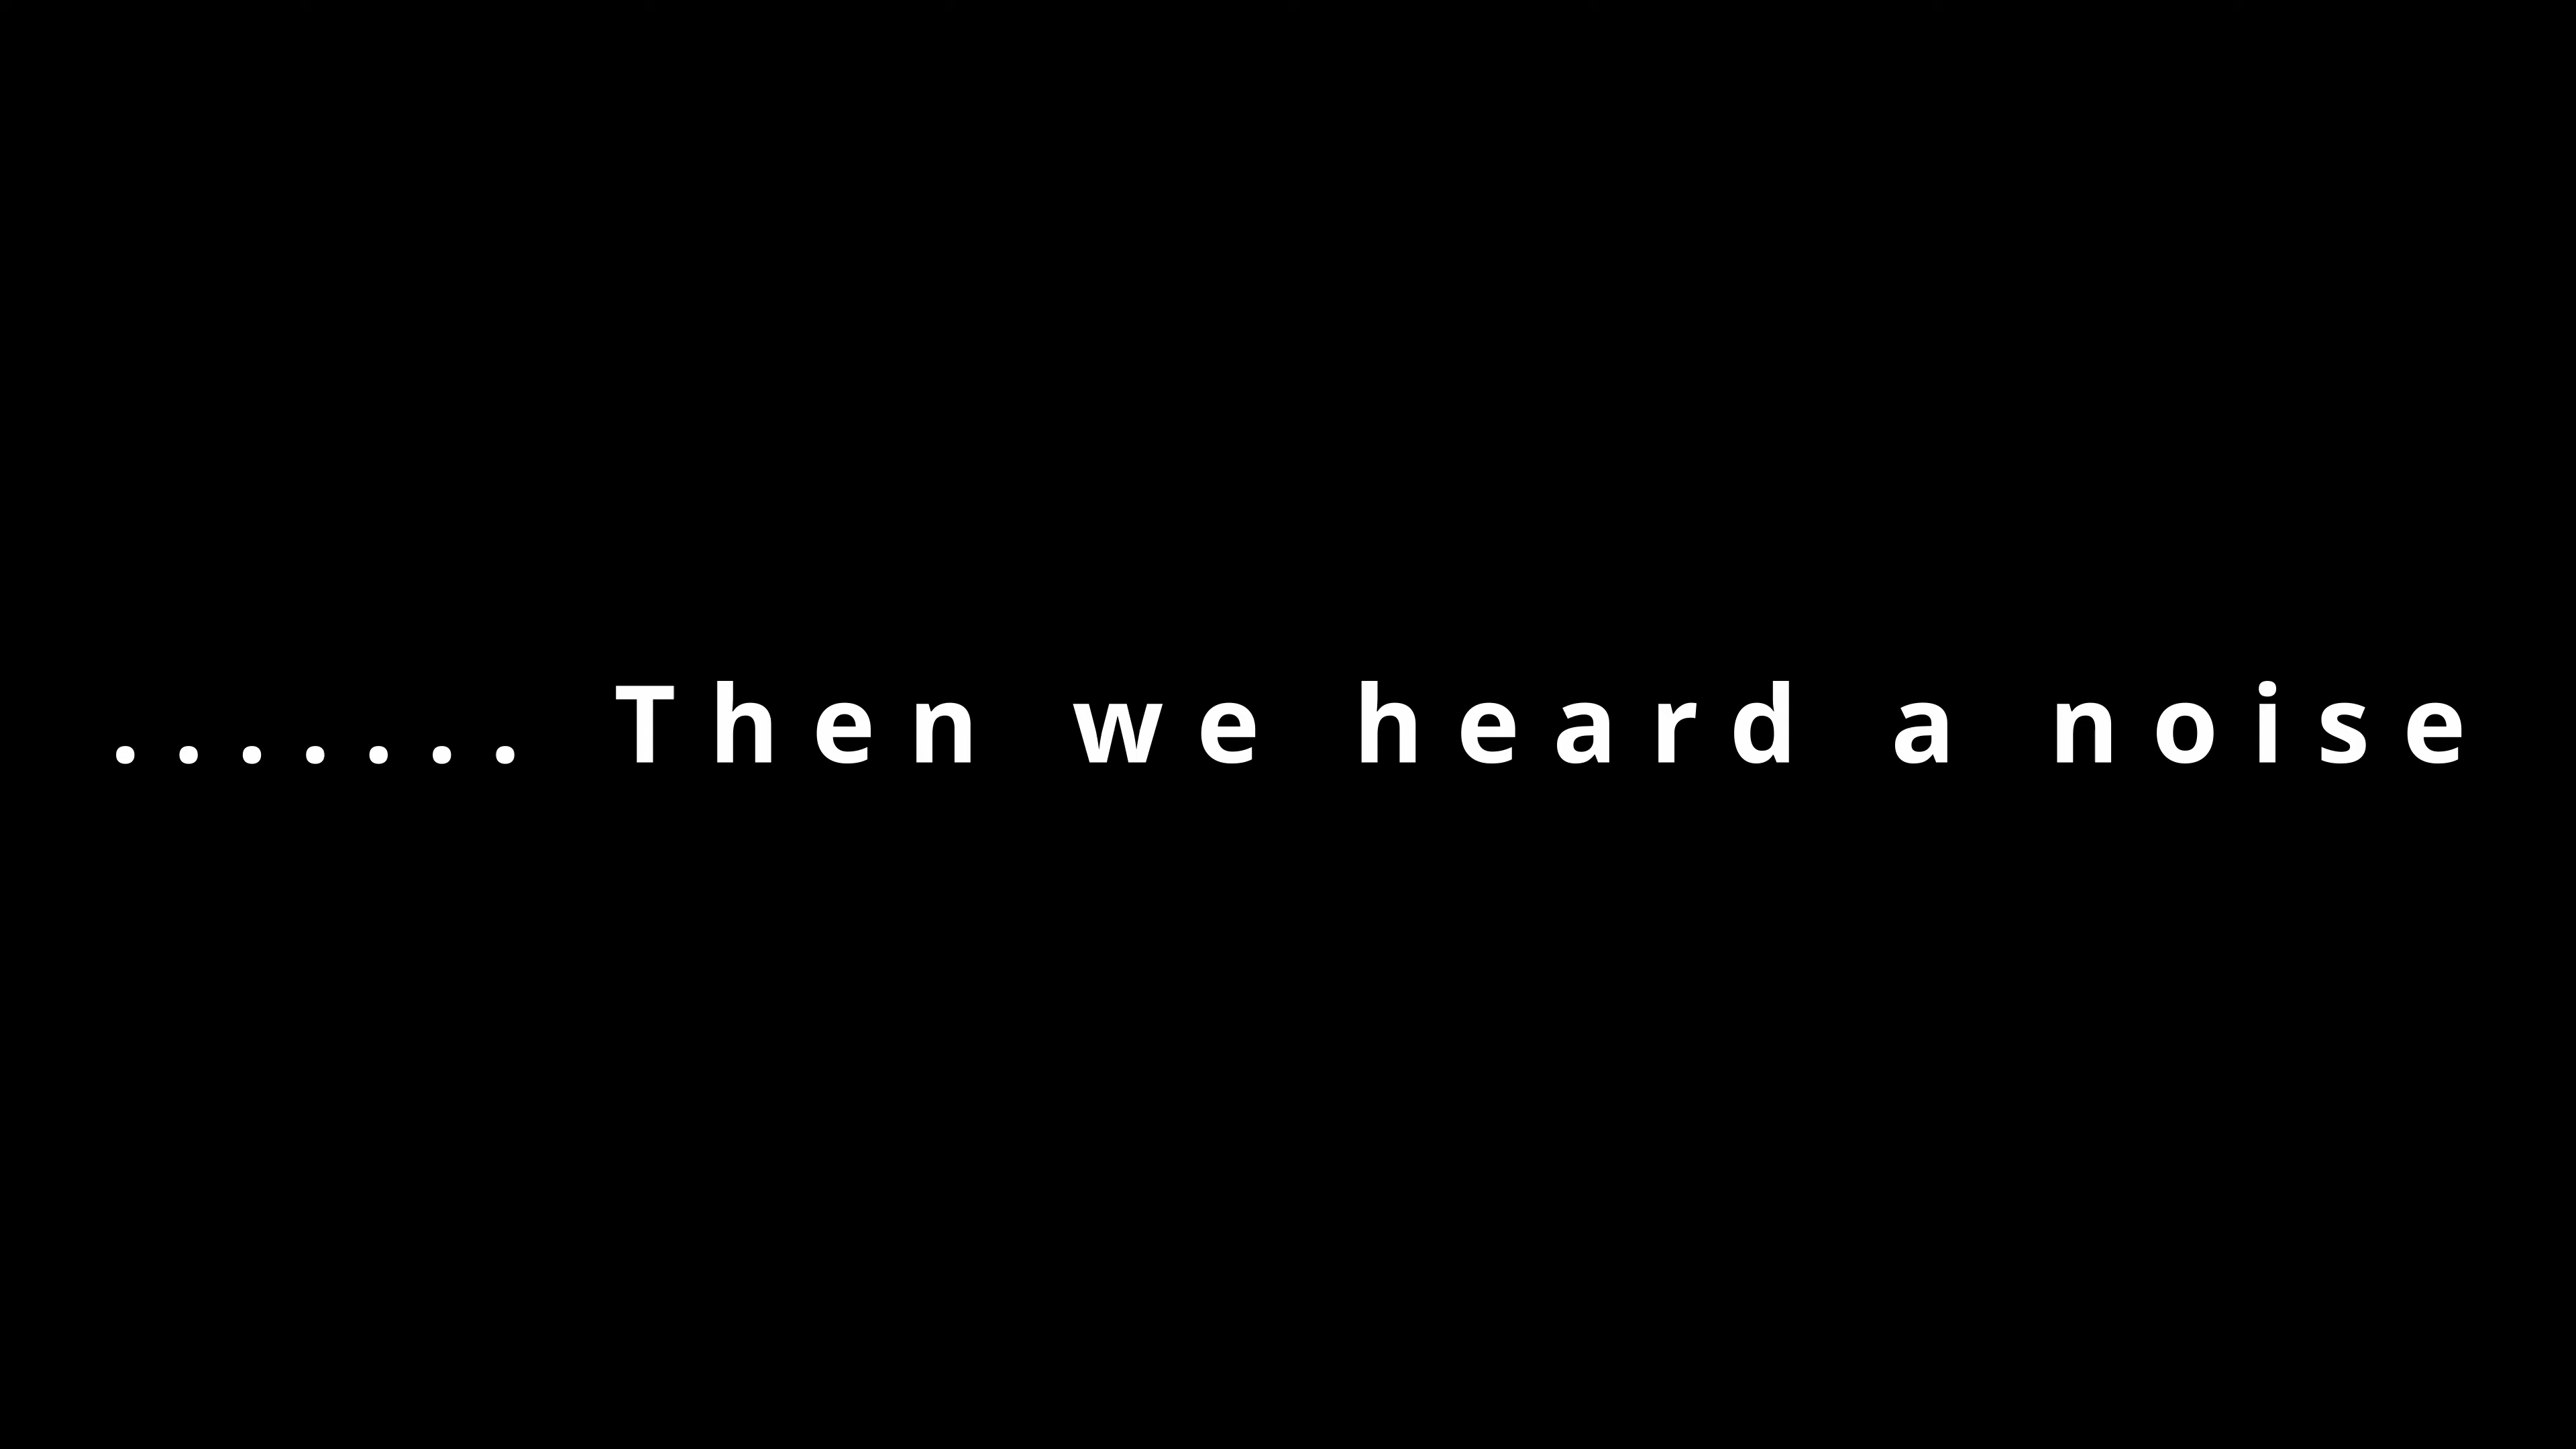 ....... Then we heard a noise